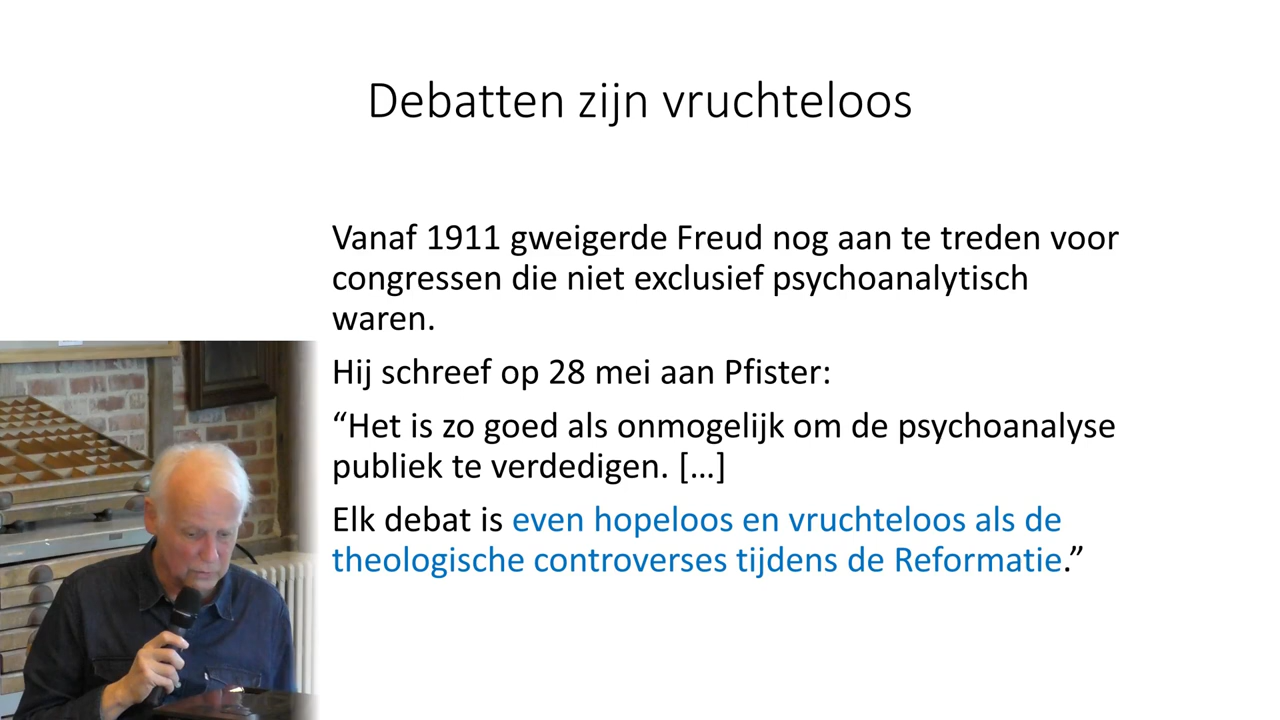 Debatten zijn vruchteloos
Vanaf 1911 gweigerde Freud nog aan te treden voor
congressen die niet exclusief psychoanalytisch
waren.
Hij schreef op 28 mei aan Pfister:
“Het is zo goed als onmogelijk om de psychoanalyse
publiek te verdedigen. […]
Elk debat is even hopeloos en vruchteloos als de
theologische controverses tijdens de Reformatie.”